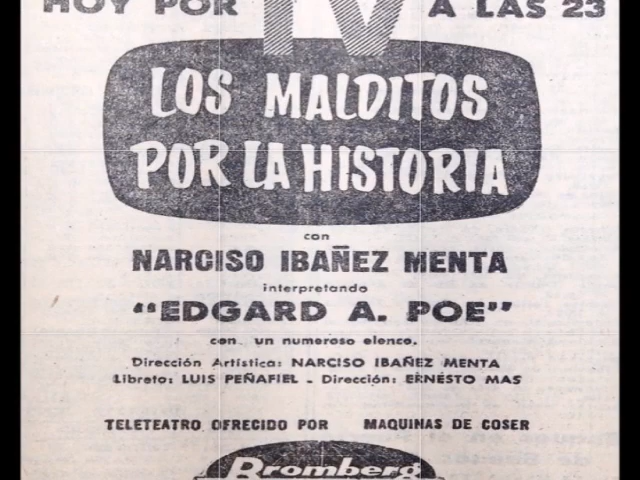 HOY POR TV A LAS 23
LOS MALDITOS
POR LA HISTORIA
con
NARCISO IBAÑEZ MENTA
interpretando
“EDGARD A. POE”
con un numeroso elenco.
Dirección Artística: NARCISO IBAÑEZ MENTA
Libreto: LUIS PEÑAFIEL - Dirección: ERNESTO MAS
TELETEATRO OFRECIDO POR MAQUINAS DE COSER
Bromberg